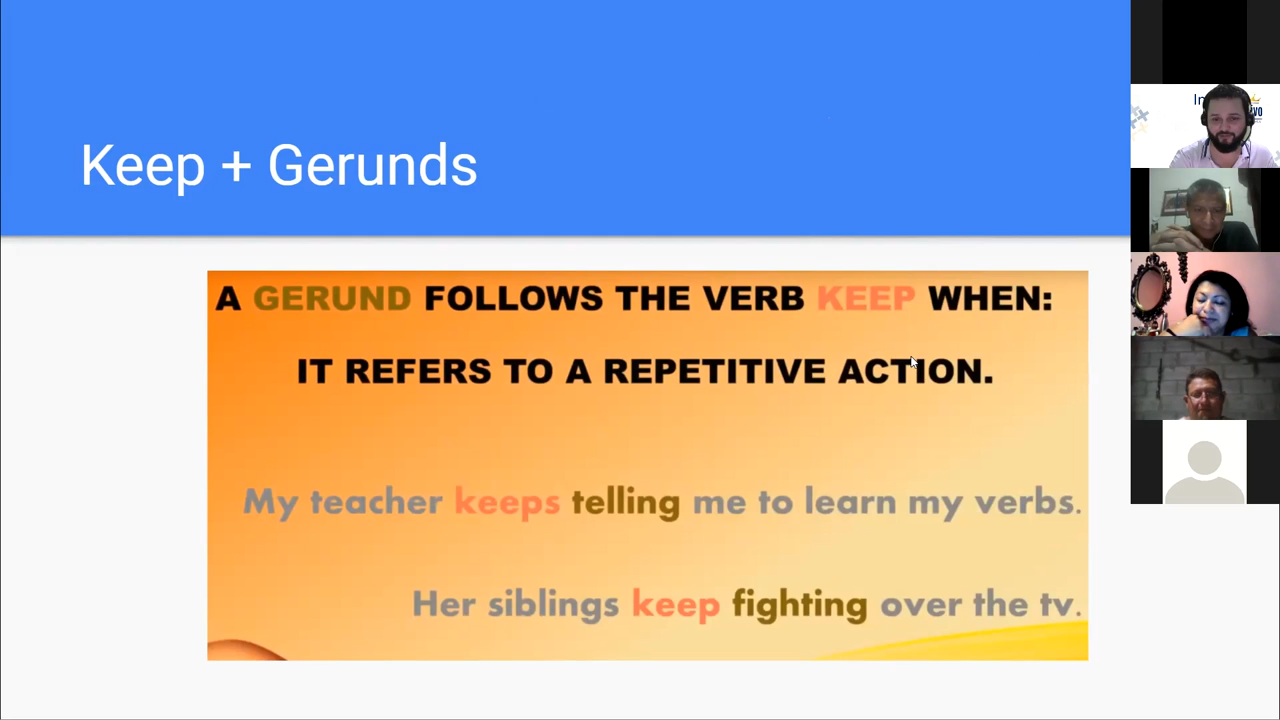 Keep + Gerunds
A GERUND FOLLOWS THE VERB KEEP WHEN:
IT REFERS TO A REPETITIVE ACTION.
My teacher keeps telling me to learn my verbs.
Her siblings keep fighting over the tv.